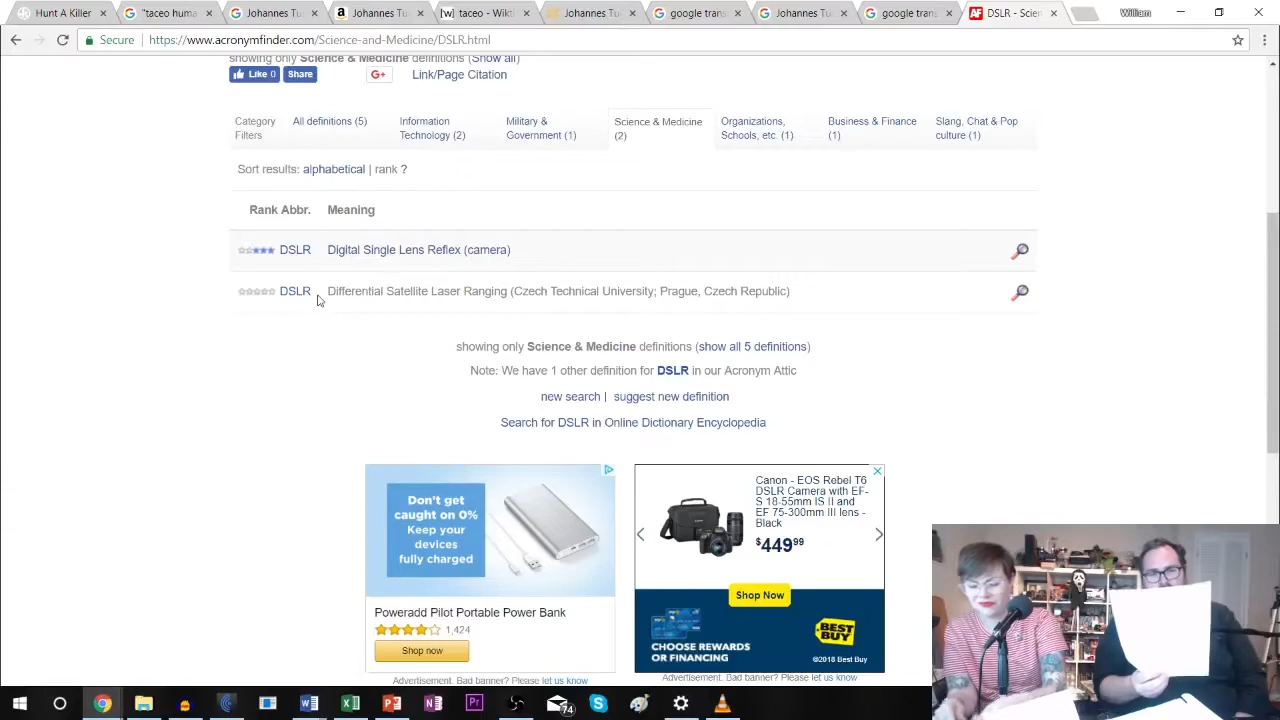 Hunt A Killer
"taceo huma
Johannes Tu
Johannes Tu
taceo - Wikti
Johannes Tu
google trans
Johannes Tu
google trans
DSLR - Scien
William
Secure
https://www.acronymfinder.com/Science-and-Medicine/DSLR.html
showing only Science & Medicine definitions (Show all)
Like 0
Share
G+
Link/Page Citation
Category Filters
All definitions (5)
Information Technology (2)
Military & Government (1)
Science & Medicine (2)
Organizations, Schools, etc. (1)
Business & Finance (1)
Slang, Chat & Pop culture (1)
Sort results: alphabetical | rank ?
Rank Abbr. Meaning
DSLR Digital Single Lens Reflex (camera)
DSLR Differential Satellite Laser Ranging (Czech Technical University; Prague, Czech Republic)
showing only Science & Medicine definitions (show all 5 definitions)
Note: We have 1 other definition for DSLR in our Acronym Attic
new search | suggest new definition
Search for DSLR in Online Dictionary Encyclopedia
Don't get
caught on 0%
Keep your
devices
fully charged
Poweradd Pilot Portable Power Bank
1,424
Shop now
Canon - EOS Rebel T6
DSLR Camera with EF-
S 18-55mm IS II and
EF 75-300mm III lens -
Black
$449 99
Shop Now
CHOOSE REWARDS
OR FINANCING
BEST
BUY
©2018 Best Buy
Advertisement. Bad banner? Please let us know
Advertisement. Bad banner? Please let us know
74